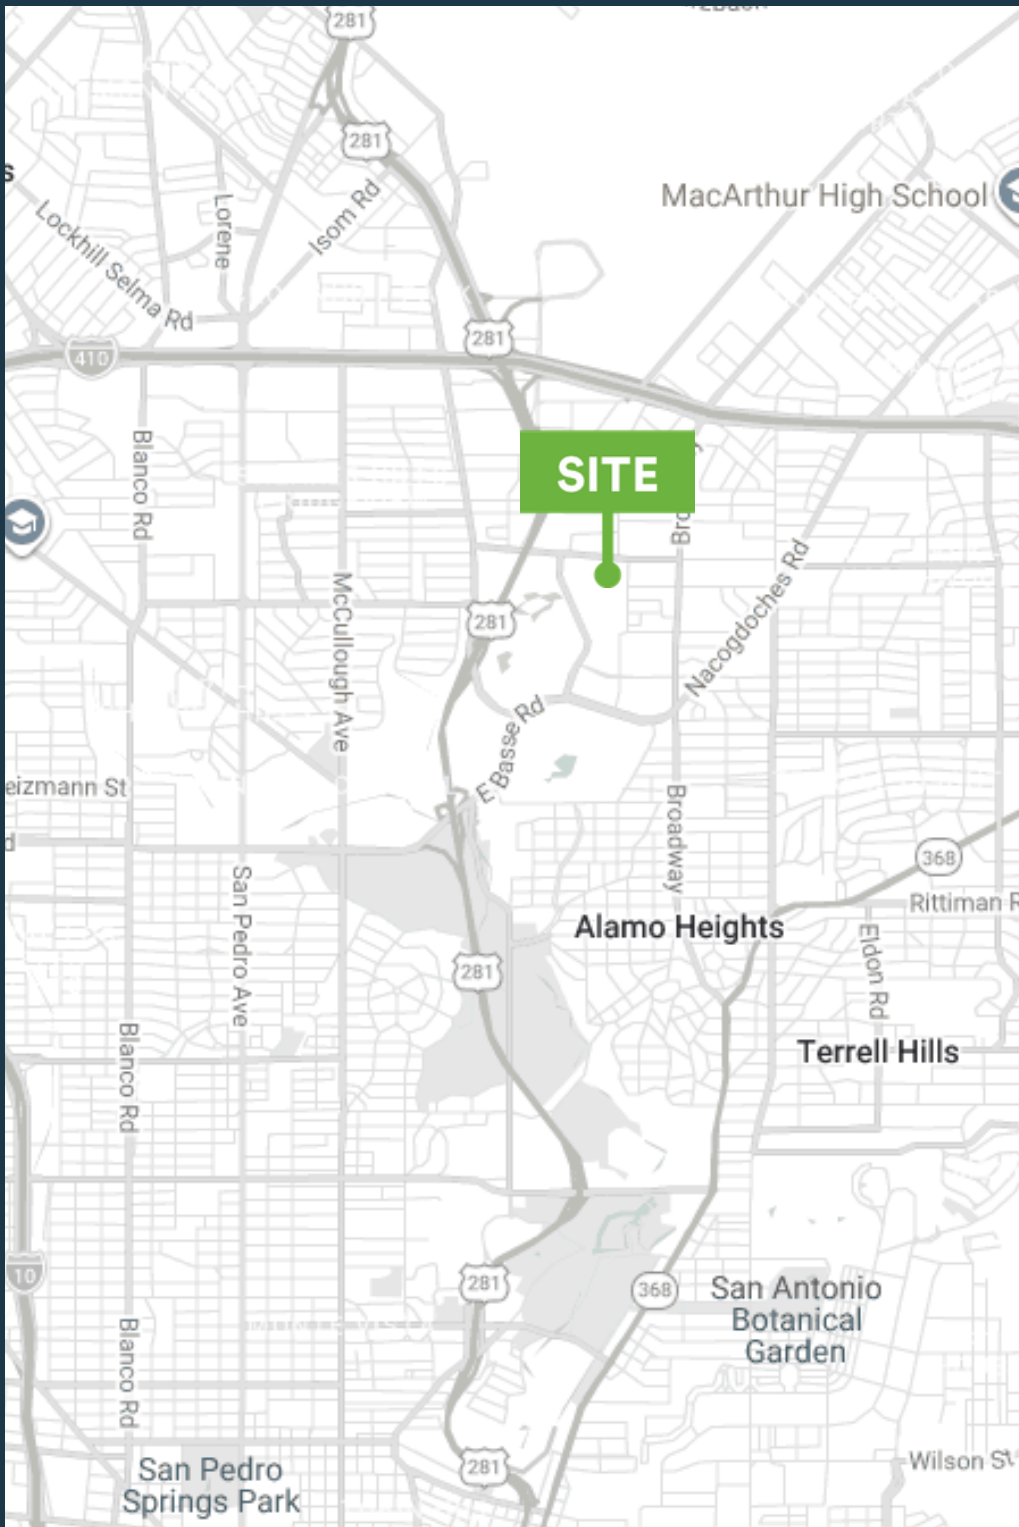 281
281
MacArthur High School
Lockhill Selma Rd
Lorene
Isom Rd
281
410
Blanco Rd
SITE
Bro
Nacogdoches Rd
McCullough Ave
281
E Basse Rd
eizmann St
Broadway
d
368
San Pedro Ave
Rittiman R
Alamo Heights
Eldon Rd
281
Blanco Rd
Terrell Hills
10
281
368
San Antonio
Botanical
Garden
Blanco Rd
San Pedro
Springs Park
281
Wilson St